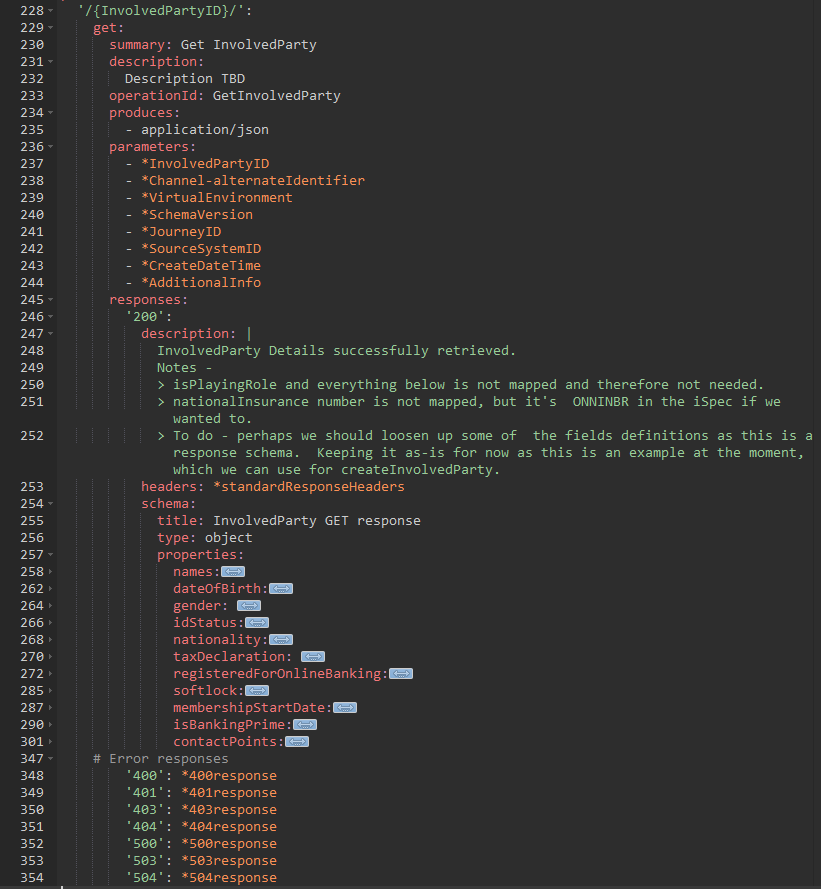 228 '/{InvolvedPartyID}/':
229 get:
230 summary: Get InvolvedParty
231 description:
232 Description TBD
233 operationId: GetInvolvedParty
234 produces:
235 - application/json
236 parameters:
237 - *InvolvedPartyID
238 - *Channel-alternateIdentifier
239 - *VirtualEnvironment
240 - *SchemaVersion
241 - *JourneyID
242 - *SourceSystemID
243 - *CreateDateTime
244 - *AdditionalInfo
245 responses:
246 '200':
247 description: |
248 InvolvedParty Details successfully retrieved.
249 Notes -
250 > isPlayingRole and everything below is not mapped and therefore not needed.
251 > nationalInsurance number is not mapped, but it's  ONNINBR in the iSpec if we
wanted to.
252 > To do - perhaps we should loosen up some of  the fields definitions as this is a
response schema.  Keeping it as-is for now as this is an example at the moment,
which we can use for createInvolvedParty.
253 headers: *standardResponseHeaders
254 schema:
255 title: InvolvedParty GET response
256 type: object
257 properties:
258 names:
262 dateOfBirth:
264 gender:
266 idStatus:
268 nationality:
270 taxDeclaration:
272 registeredForOnlineBanking:
285 softlock:
287 membershipStartDate:
290 isBankingPrime:
301 contactPoints:
347 # Error responses
348 '400': *400response
349 '401': *401response
350 '403': *403response
351 '404': *404response
352 '500': *500response
353 '503': *503response
354 '504': *504response